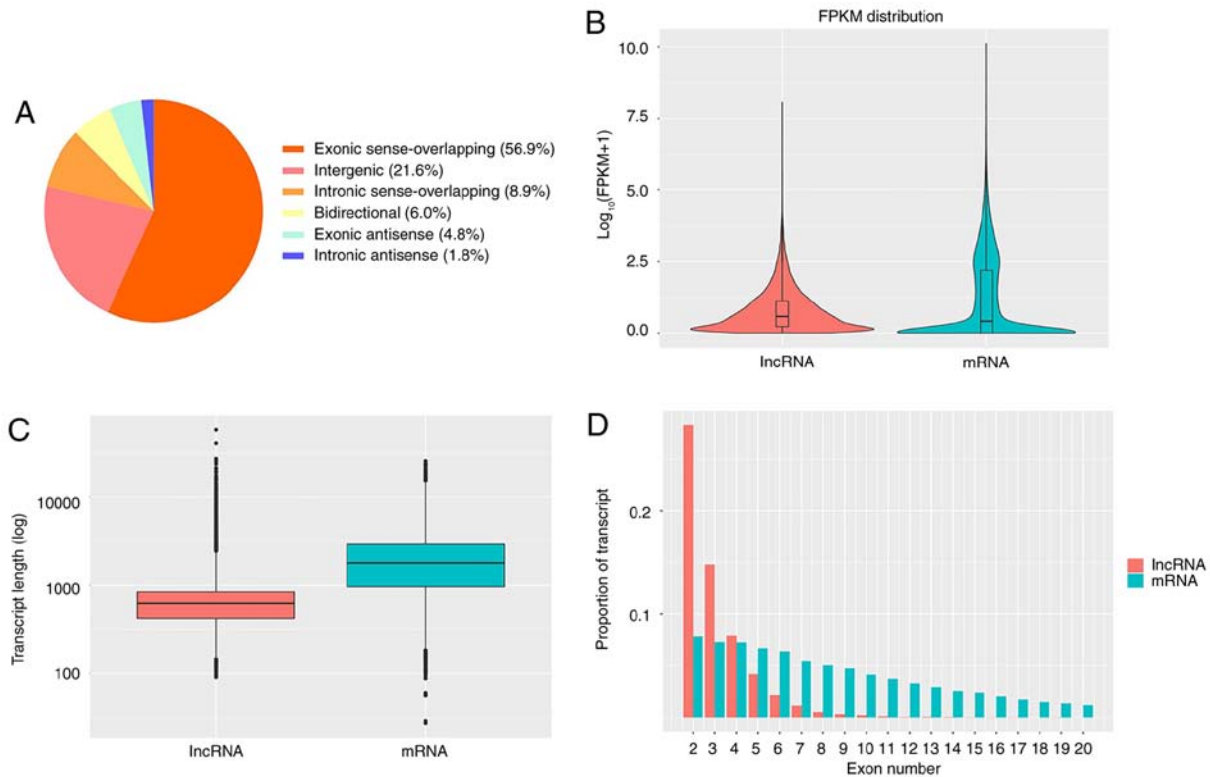 A
Exonic sense-overlapping (56.9%)
Intergenic (21.6%)
Intronic sense-overlapping (8.9%)
Bidirectional (6.0%)
Exonic antisense (4.8%)
Intronic antisense (1.8%)
B
FPKM distribution
Log₁₀(FPKM+1)
10.0
7.5
5.0
2.5
0.0
lncRNA
mRNA
C
Transcript length (log)
10000
1000
100
lncRNA
mRNA
D
Proportion of transcript
0.2
0.1
2 3 4 5 6 7 8 9 10 11 12 13 14 15 16 17 18 19 20
Exon number
lncRNA
mRNA